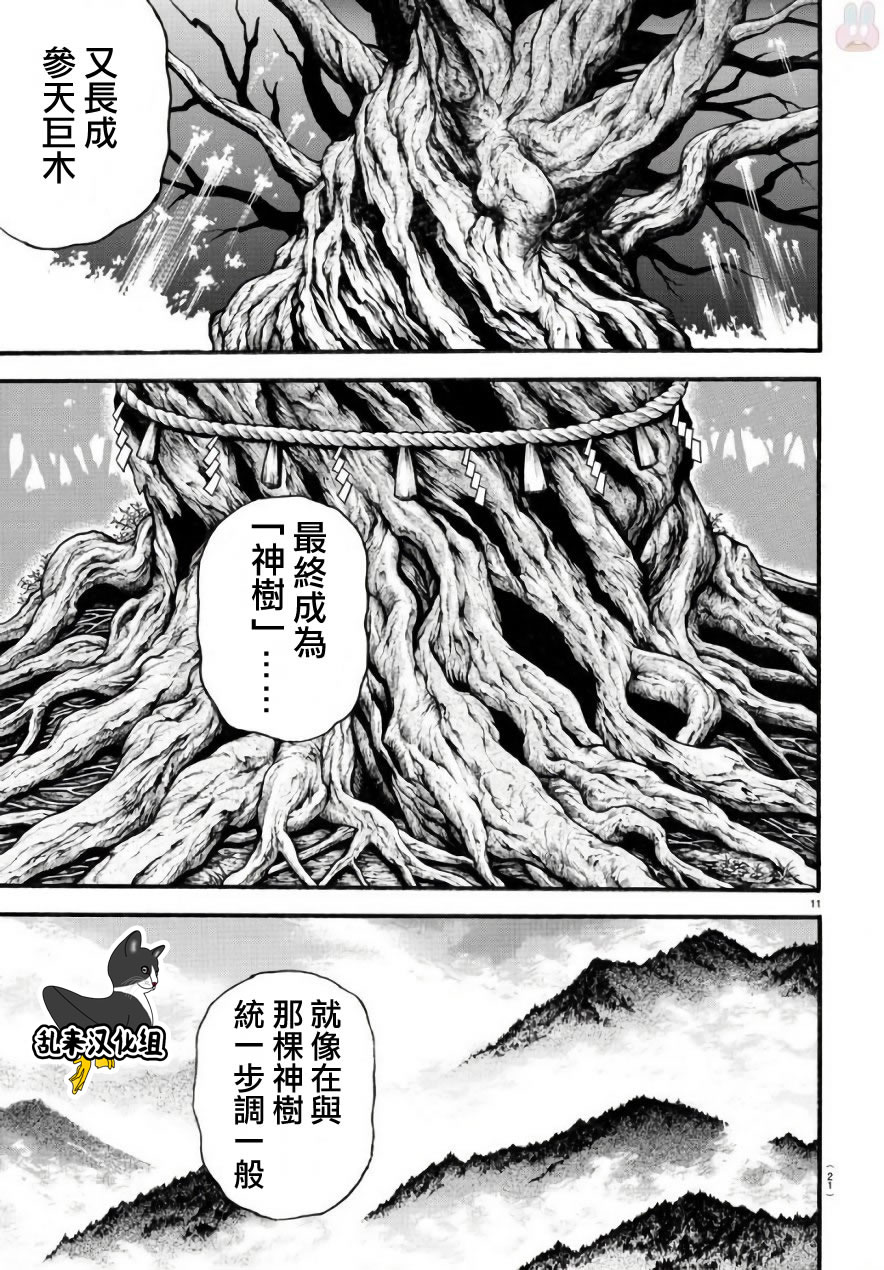 又長成
參天巨木
最終成為
「神樹」……
11
就像在與
那棵神樹
統一步調一般
乱来汉化组
(21)